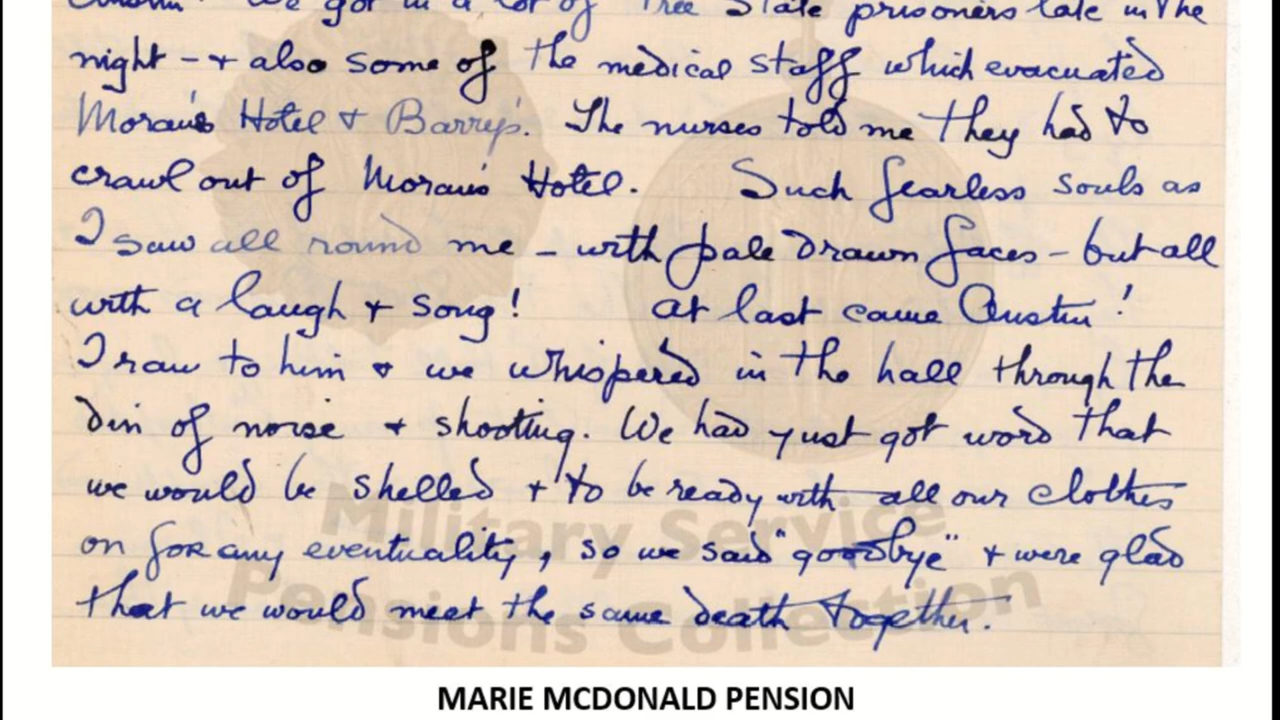 Austin. We got in a lot of Free State prisoners late in the
night - & also some of the medical staff which evacuated
Moran's Hotel & Barry's. The nurses told me they had to
crawl out of Moran's Hotel. Such fearless souls as
I saw all round me - with pale drawn faces - but all
with a laugh & song! At last came Austin!
I ran to him & we whispered in the hall through the
din of noise & shooting. We had just got word that
we would be shelled & to be ready with all our clothes
on for any eventuality, so we said "goodbye" & were glad
that we would meet the same death together.
Military Service
Pensions Collection
MARIE MCDONALD PENSION